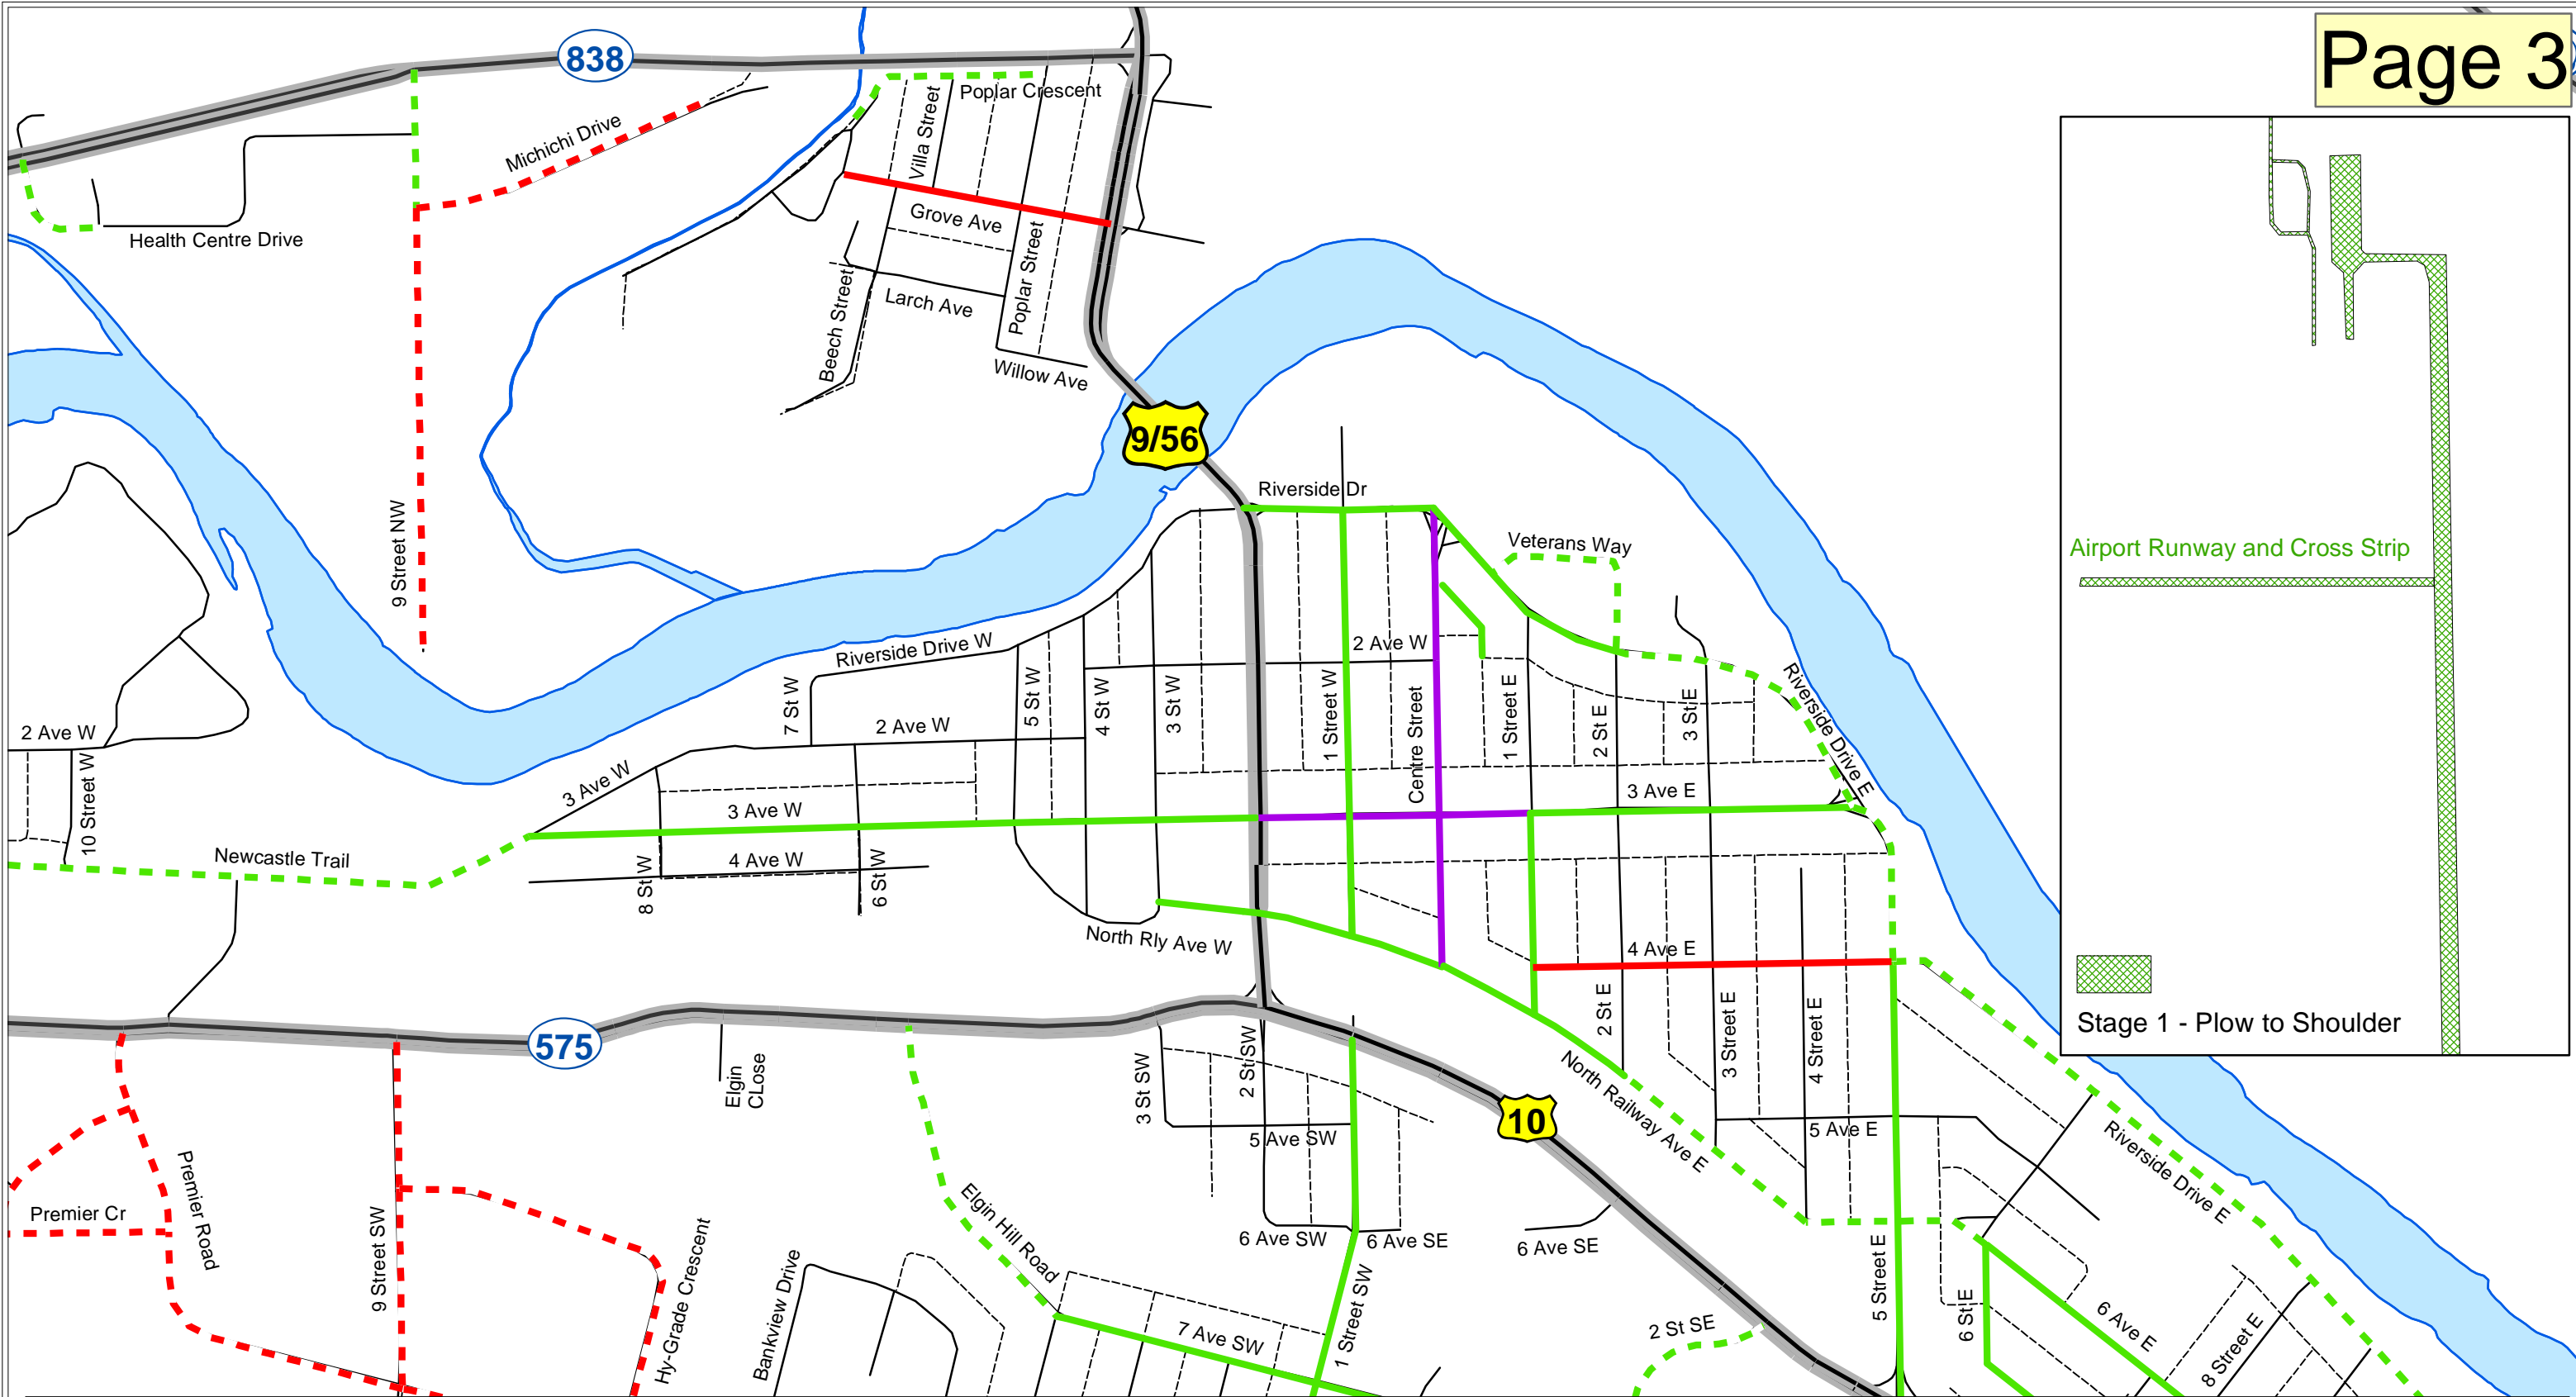 Page 3
838
Poplar Crescent
Villa Street
Michichi Drive
Grove Ave
Health Centre Drive
Poplar Street
Beech Street
Larch Ave
Willow Ave
9/56
Riverside Dr
9 Street NW
Veterans Way
Airport Runway and Cross Strip
Riverside Drive W
2 Ave W
7 St W
5 St W
4 St W
3 St W
1 Street W
Centre Street
1 Street E
2 St E
3 St E
Riverside Drive E
2 Ave W
2 Ave W
10 Street W
3 Ave W
3 Ave W
3 Ave E
Newcastle Trail
4 Ave W
8 St W
6 St W
North Rly Ave W
4 Ave E
2 St E
3 Street E
4 Street E
Stage 1 - Plow to Shoulder
575
Elgin
CLose
3 St SW
2 St SW
5 Ave SW
10
North Railway Ave E
5 Ave E
Riverside Drive E
Premier Road
Premier Cr
9 Street SW
Hy-Grade Crescent
Bankview Drive
Elgin Hill Road
6 Ave SW
6 Ave SE
6 Ave SE
1 Street SW
7 Ave SW
2 St SE
5 Street E
6 St E
6 Ave E
8 Street E